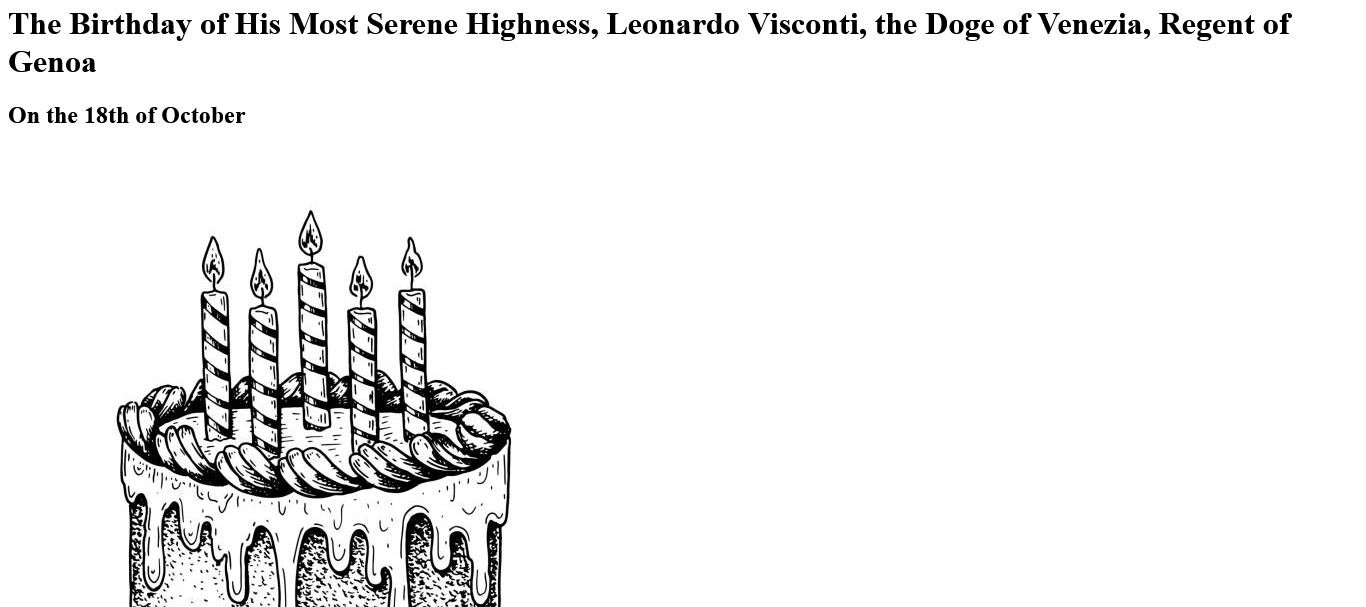 The Birthday of His Most Serene Highness, Leonardo Visconti, the Doge of Venezia, Regent of
Genoa
On the 18th of October